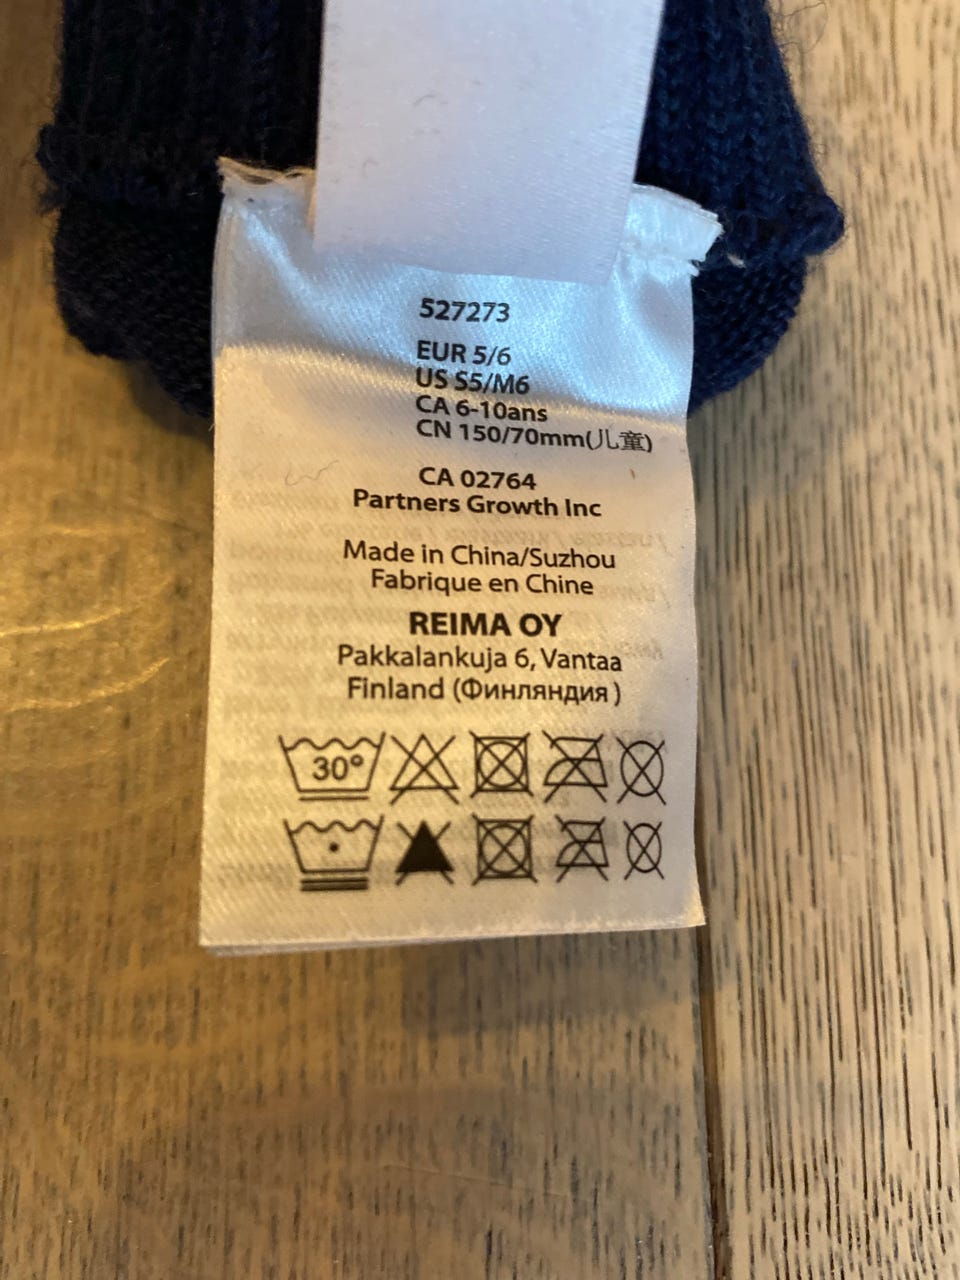 527273
EUR 5/6
US S5/M6
CA 6-10ans
CN 150/70mm(儿童)
CA 02764
Partners Growth Inc
Made in China/Suzhou
Fabrique en Chine
REIMA OY
Pakkalankuja 6, Vantaa
Finland (Финляндия )
30°